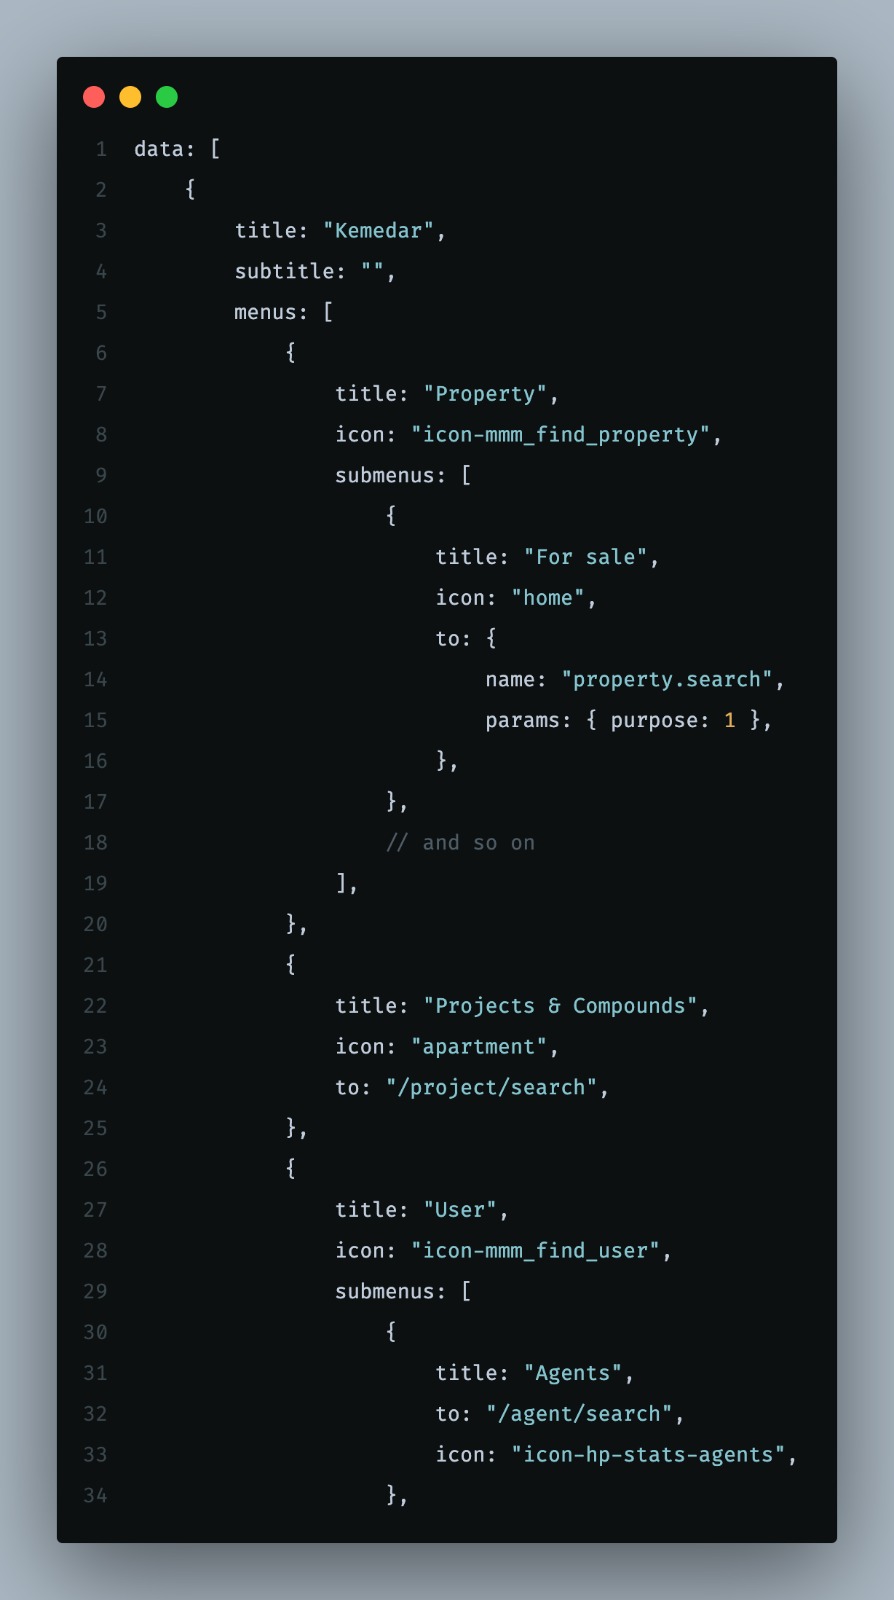 1 data: [
2     {
3         title: "Kemedar",
4         subtitle: "",
5         menus: [
6             {
7                 title: "Property",
8                 icon: "icon-mmm_find_property",
9                 submenus: [
10                     {
11                         title: "For sale",
12                         icon: "home",
13                         to: {
14                             name: "property.search",
15                             params: { purpose: 1 },
16                         },
17                     },
18                     // and so on
19                 ],
20             },
21             {
22                 title: "Projects & Compounds",
23                 icon: "apartment",
24                 to: "/project/search",
25             },
26             {
27                 title: "User",
28                 icon: "icon-mmm_find_user",
29                 submenus: [
30                     {
31                         title: "Agents",
32                         to: "/agent/search",
33                         icon: "icon-hp-stats-agents",
34                     },